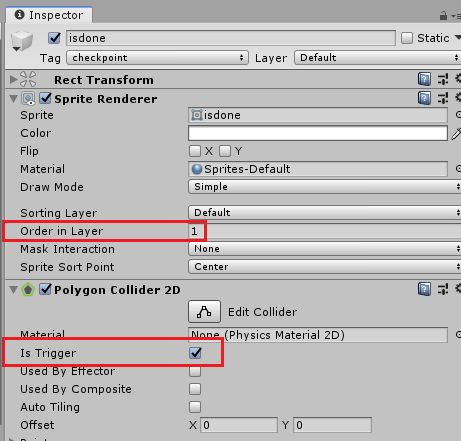 Inspector
isdone Static
Tag checkpoint Layer Default
Rect Transform
Sprite Renderer
Sprite isdone
Color
Flip X Y
Material Sprites-Default
Draw Mode Simple
Sorting Layer Default
Order in Layer 1
Mask Interaction None
Sprite Sort Point Center
Polygon Collider 2D
Edit Collider
Material None (Physics Material 2D)
Is Trigger
Used By Effector
Used By Composite
Auto Tiling
Offset X 0 Y 0